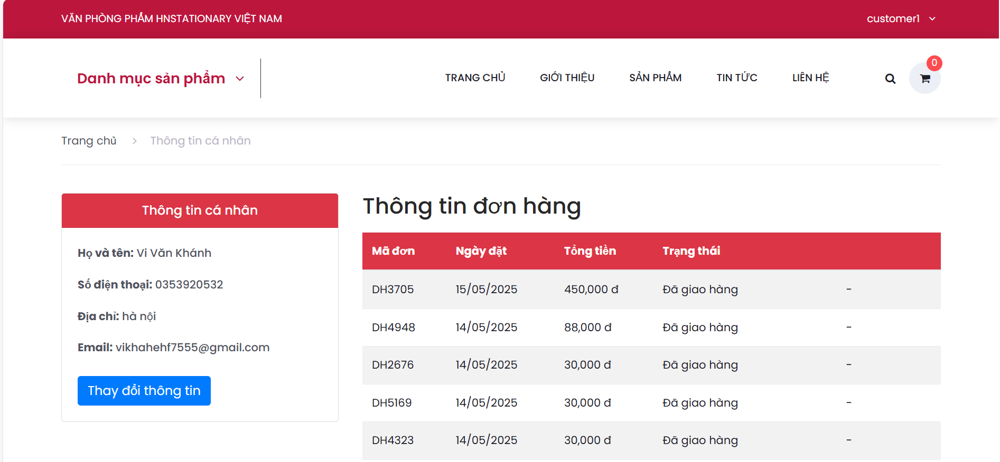 VĂN PHÒNG PHẨM HNSTATIONARY VIỆT NAM
customer1
Danh mục sản phẩm
TRANG CHỦ GIỚI THIỆU SẢN PHẨM TIN TỨC LIÊN HỆ
0
Trang chủ > Thông tin cá nhân
Thông tin cá nhân
Họ và tên: Vi Văn Khánh
Số điện thoại: 0353920532
Địa chỉ: hà nội
Email: vikhahehf7555@gmail.com
Thay đổi thông tin
Thông tin đơn hàng
Mã đơn Ngày đặt Tổng tiền Trạng thái
DH3705 15/05/2025 450,000 đ Đã giao hàng -
DH4948 14/05/2025 88,000 đ Đã giao hàng -
DH2676 14/05/2025 30,000 đ Đã giao hàng -
DH5169 14/05/2025 30,000 đ Đã giao hàng -
DH4323 14/05/2025 30,000 đ Đã giao hàng -